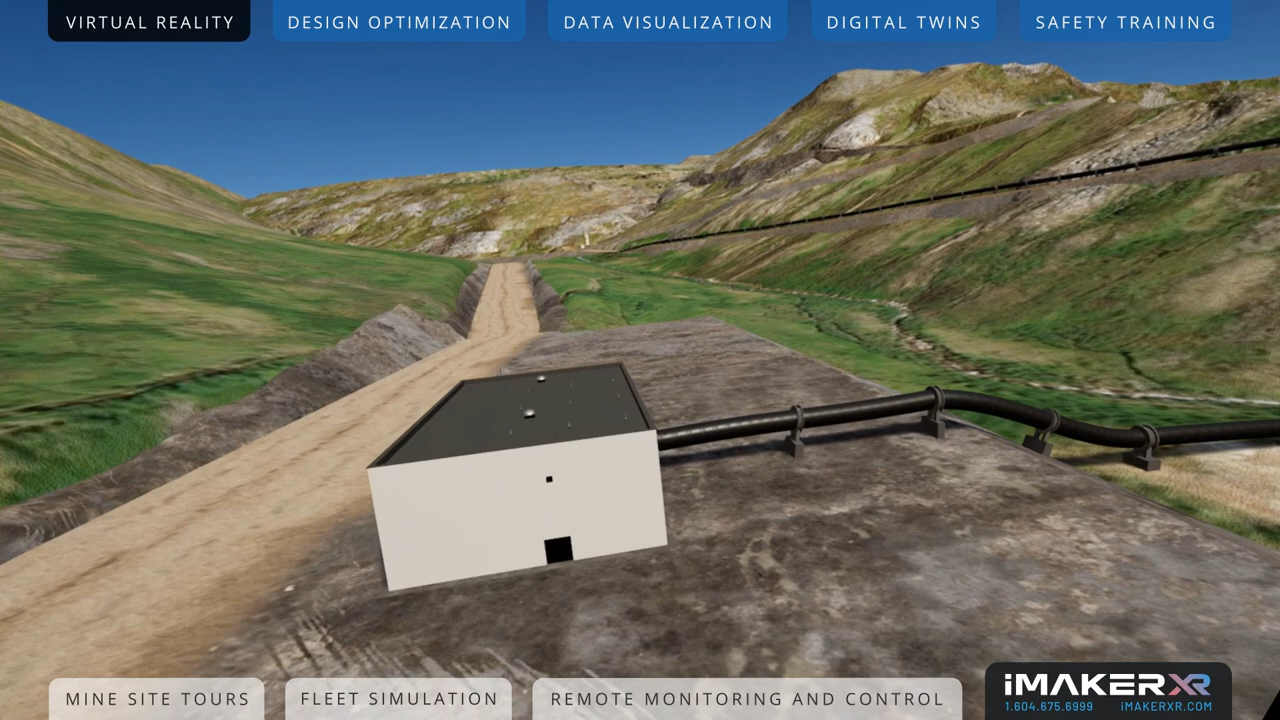 VIRTUAL REALITY
DESIGN OPTIMIZATION
DATA VISUALIZATION
DIGITAL TWINS
SAFETY TRAINING
MINE SITE TOURS
FLEET SIMULATION
REMOTE MONITORING AND CONTROL
iMAKERXR
1.604.675.6999 iMAKERXR.COM